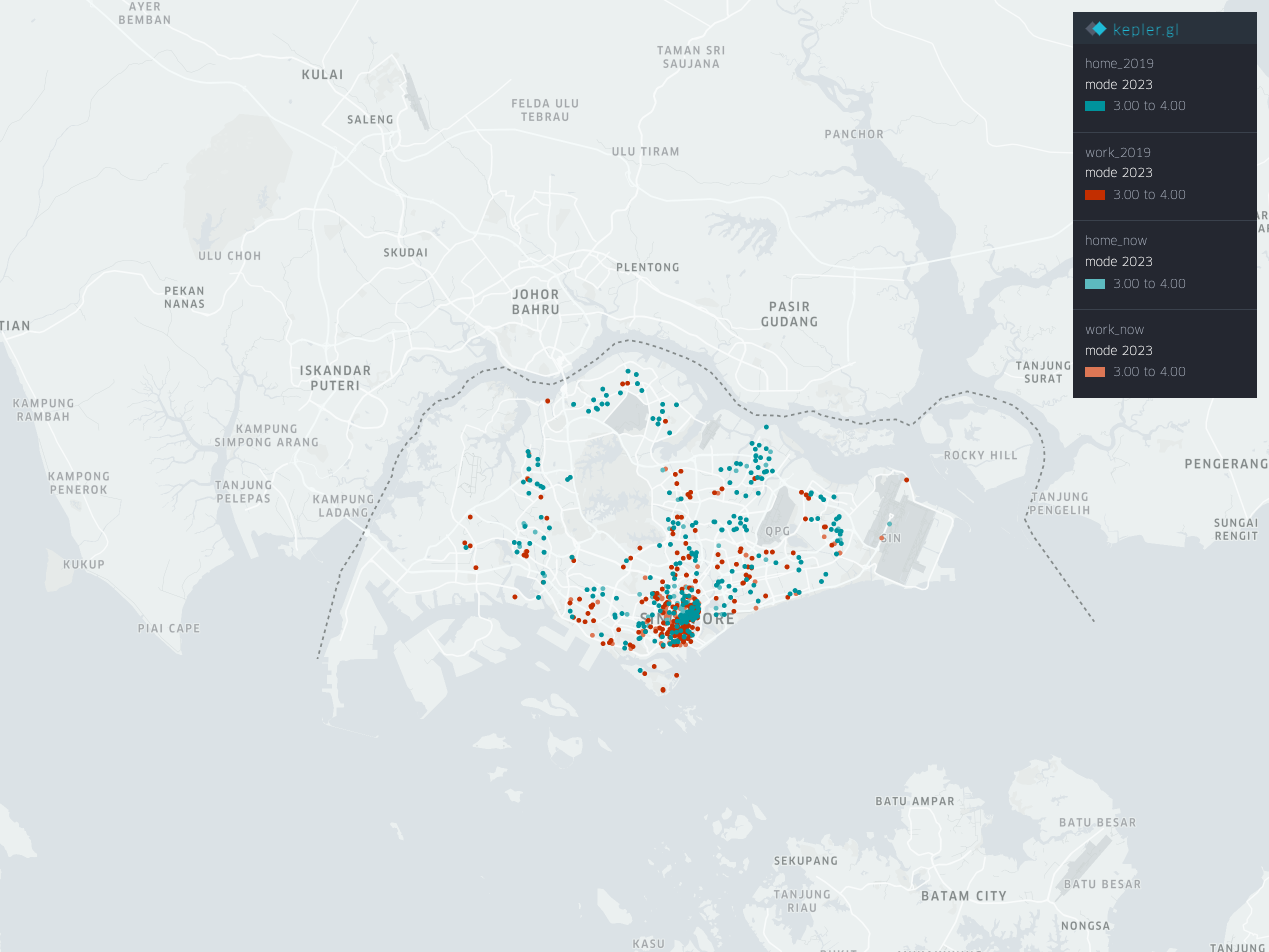 AYER
BEMBAN
KULAI
SALENG
TAMAN SRI
SAUJANA
FELDA ULU
TEBRAU
ULU TIRAM
PANCHOR
ULU CHOH
SKUDAI
PLENTONG
PEKAN
NANAS
JOHOR
BAHRU
PASIR
GUDANG
TIAN
ISKANDAR
PUTERI
TANJUNG
SURAT
KAMPUNG
RAMBAH
KAMPUNG
SIMPONG ARANG
ROCKY HILL
PENGERANG
KAMPONG
PENEROK
TANJUNG
PELEPAS
KAMPUNG
LADANG
TANJUNG
PENGELIH
QPG
SIN
SUNGAI
RENGIT
KUKUP
PIAI CAPE
SINGAPORE
BATU AMPAR
BATU BESAR
SEKUPANG
BATU BESAR
TANJUNG
RIAU
BATAM CITY
NONGSA
KASU
TANJUNG
kepler.gl
home_2019
mode 2023
3.00 to 4.00
work_2019
mode 2023
3.00 to 4.00
home_now
mode 2023
3.00 to 4.00
work_now
mode 2023
3.00 to 4.00